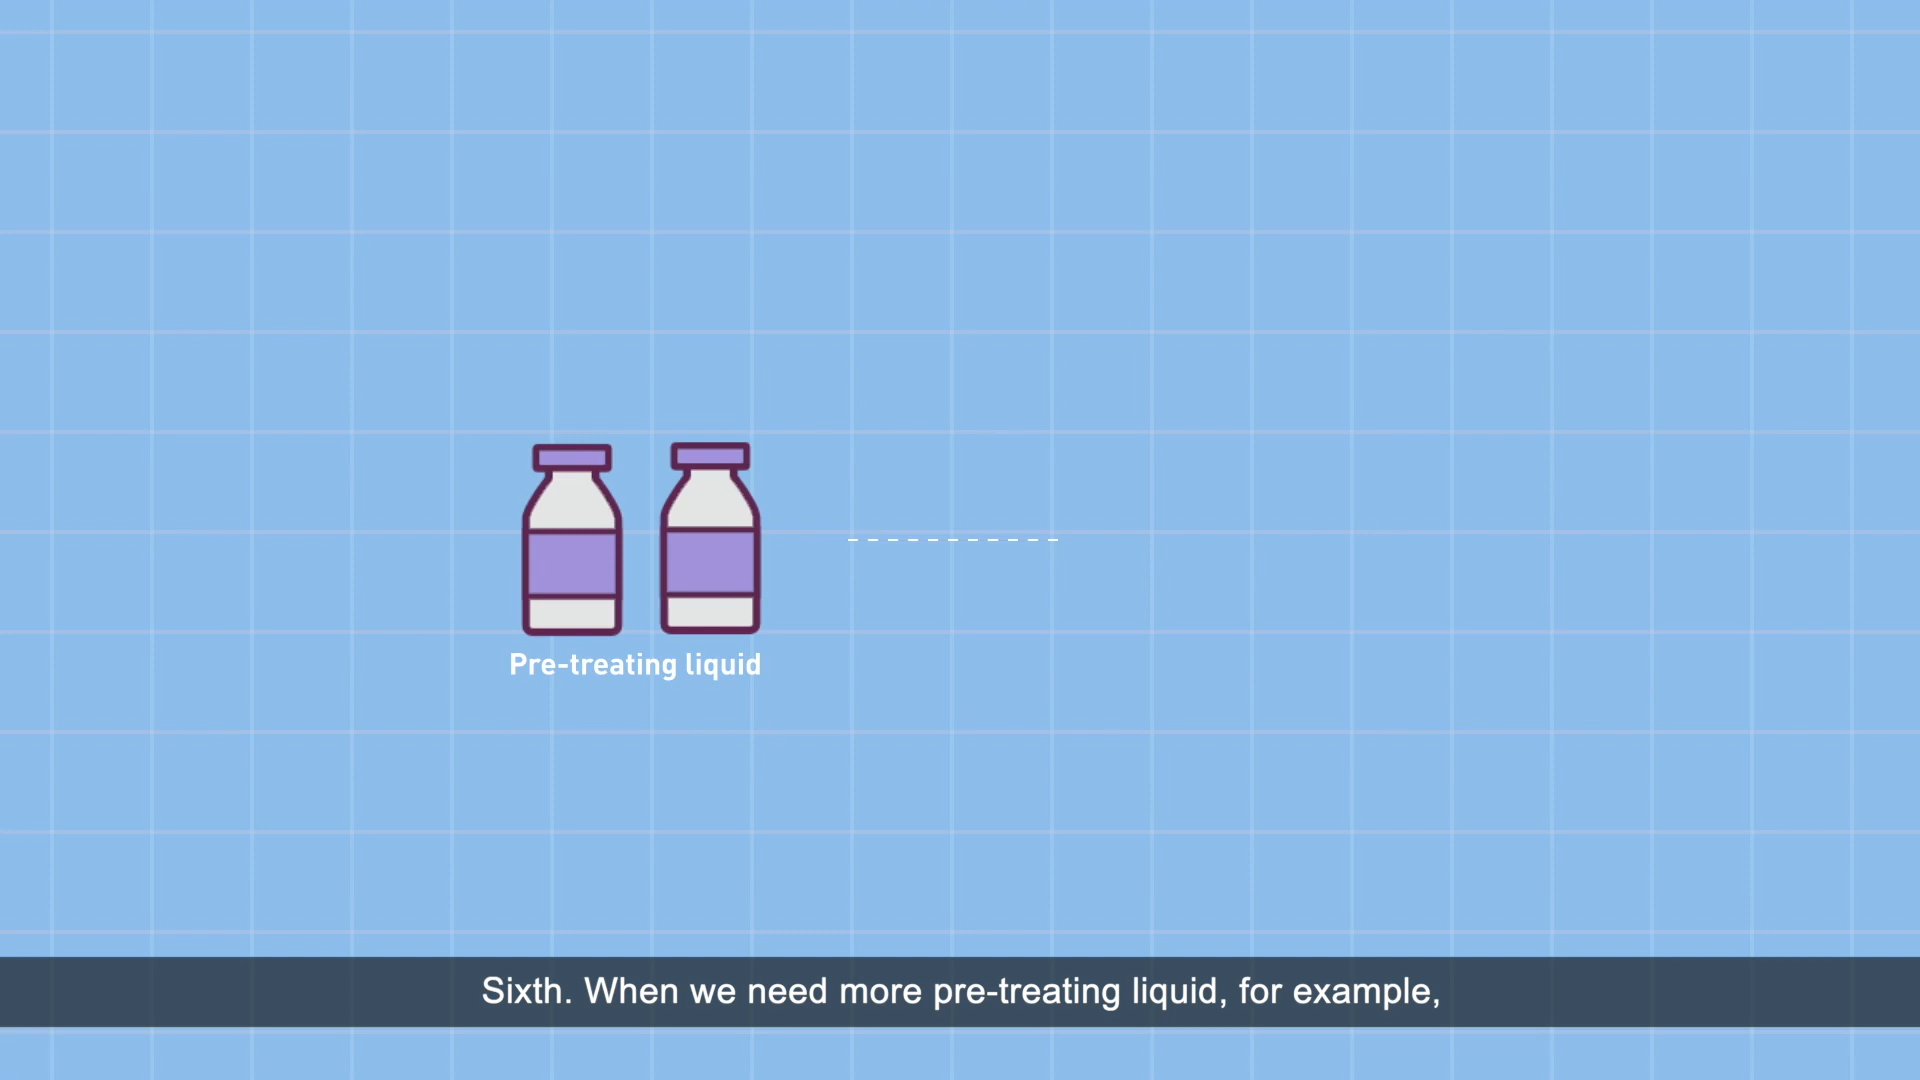 Pre-treating liquid
Sixth. When we need more pre-treating liquid, for example,